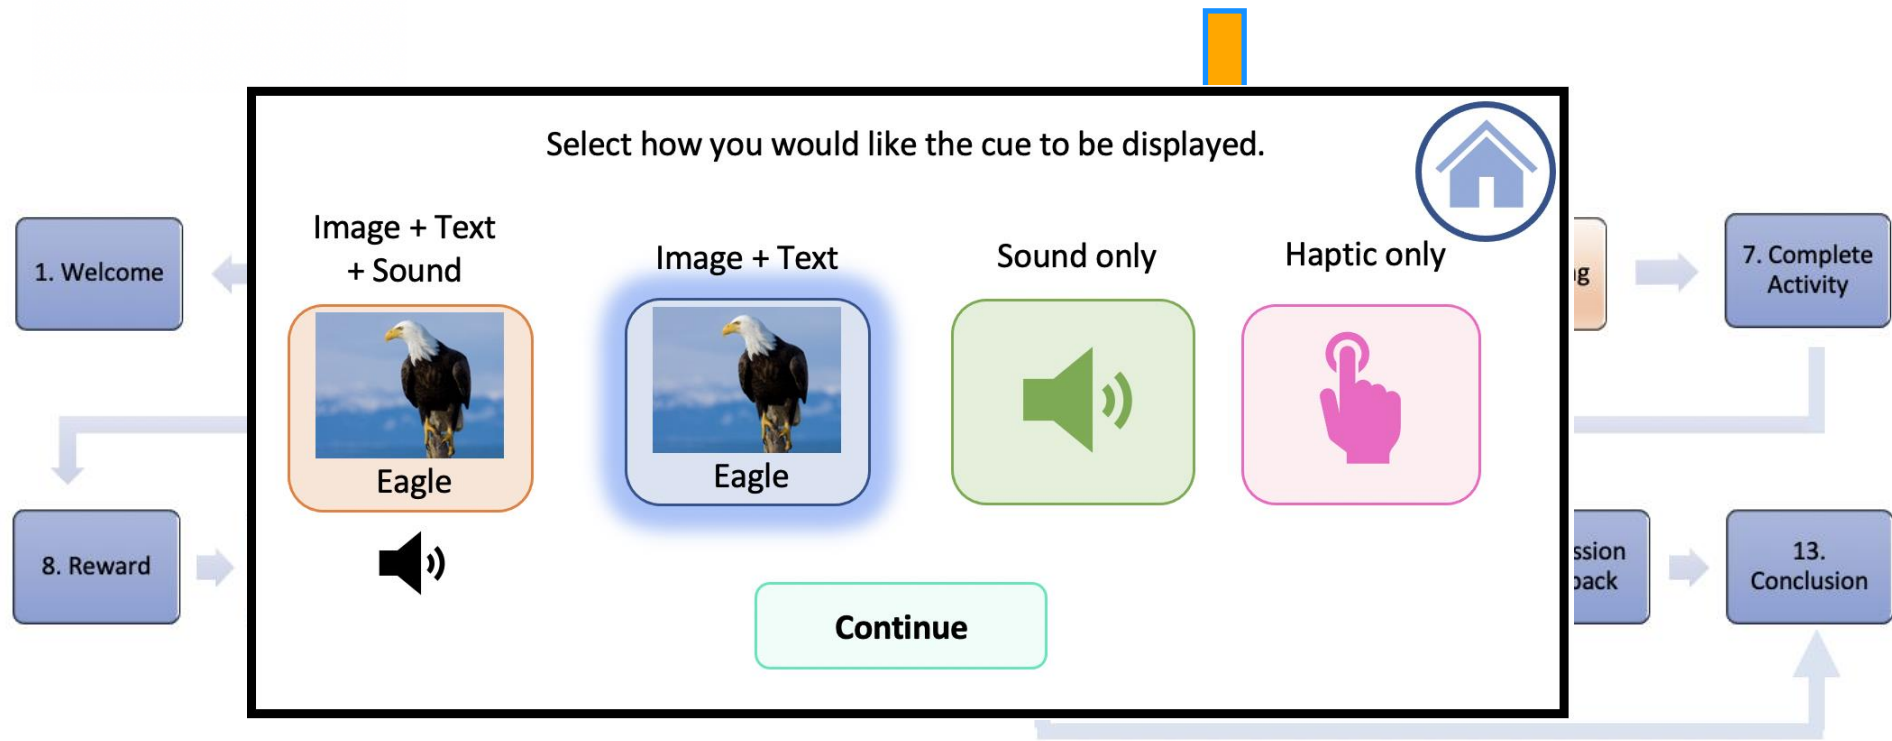 Select how you would like the cue to be displayed.
Image + Text
+ Sound
Image + Text
Sound only
Haptic only
Eagle
Eagle
Continue
1. Welcome
7. Complete
Activity
8. Reward
13.
Conclusion